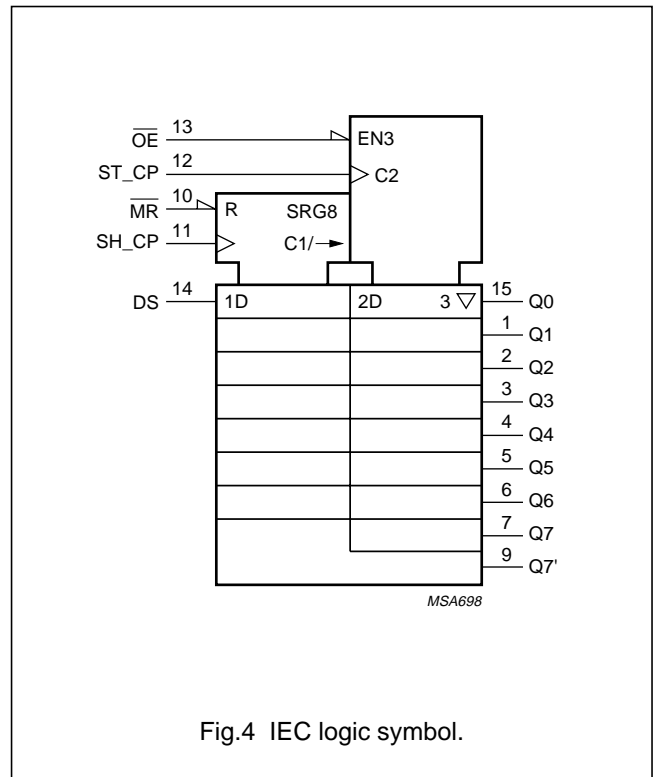 O̅E̅ 13 EN3
ST_CP 12 C2
M̅R̅ 10 R SRG8
SH_CP 11 C1/→
DS 14 1D 2D 3 ▽ 15 Q0
1 Q1
2 Q2
3 Q3
4 Q4
5 Q5
6 Q6
7 Q7
9 Q7'
MSA698
Fig.4 IEC logic symbol.